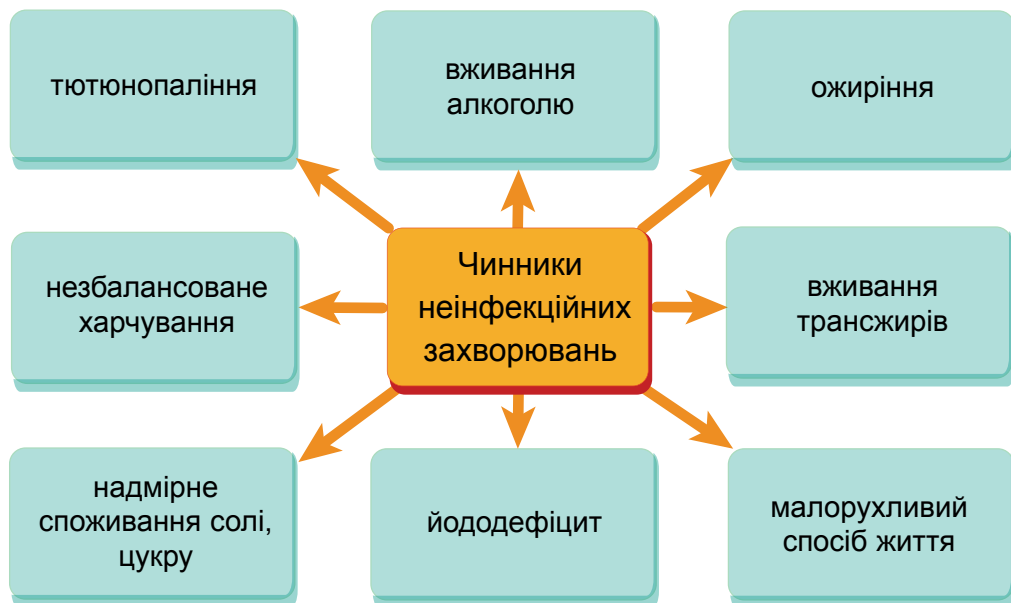 тютюнопаління
вживання
алкоголю
ожиріння
незбалансоване
харчування
Чинники
неінфекційних
захворювань
вживання
трансжирів
надмірне
споживання солі,
цукру
йододефіцит
малорухливий
спосіб життя